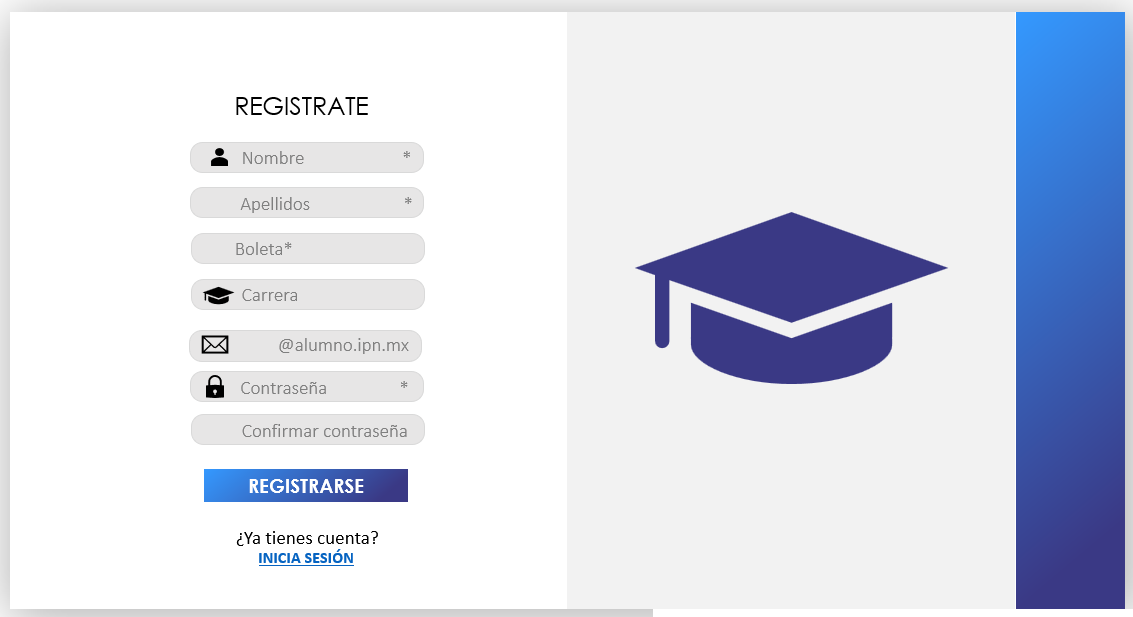 REGISTRATE
Nombre *
Apellidos *
Boleta*
Carrera
@alumno.ipn.mx
Contraseña *
Confirmar contraseña
REGISTRARSE
¿Ya tienes cuenta?
INICIA SESIÓN